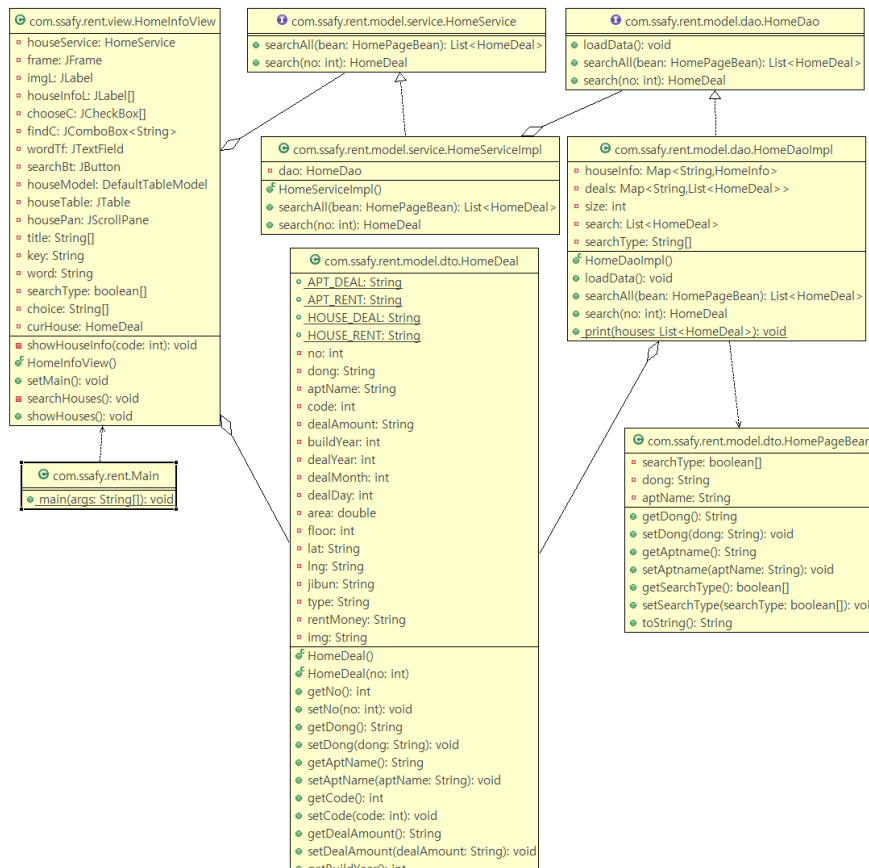 com.ssafy.rent.view.HomeInfoView
houseService: HomeService
frame: JFrame
imgL: JLabel
houseInfoL: JLabel[]
chooseC: JCheckBox[]
findC: JComboBox<String>
wordTf: JTextField
searchBt: JButton
houseModel: DefaultTableModel
houseTable: JTable
housePan: JScrollPane
title: String[]
key: String
word: String
searchType: boolean[]
choice: String[]
curHouse: HomeDeal
showHouseInfo(code: int): void
HomeInfoView()
setMain(): void
searchHouses(): void
showHouses(): void
com.ssafy.rent.Main
main(args: String[]): void
com.ssafy.rent.model.service.HomeService
searchAll(bean: HomePageBean): List<HomeDeal>
search(no: int): HomeDeal
com.ssafy.rent.model.service.HomeServiceImpl
dao: HomeDao
HomeServiceImpl()
searchAll(bean: HomePageBean): List<HomeDeal>
search(no: int): HomeDeal
com.ssafy.rent.model.dto.HomeDeal
APT_DEAL: String
APT_RENT: String
HOUSE_DEAL: String
HOUSE_RENT: String
no: int
dong: String
aptName: String
code: int
dealAmount: String
buildYear: int
dealYear: int
dealMonth: int
dealDay: int
area: double
floor: int
lat: String
lng: String
jibun: String
type: String
rentMoney: String
img: String
HomeDeal()
HomeDeal(no: int)
getNo(): int
setNo(no: int): void
getDong(): String
setDong(dong: String): void
getAptName(): String
setAptName(aptName: String): void
getCode(): int
setCode(code: int): void
getDealAmount(): String
setDealAmount(dealAmount: String): void
getBuildYear(): int
com.ssafy.rent.model.dao.HomeDao
loadData(): void
searchAll(bean: HomePageBean): List<HomeDeal>
search(no: int): HomeDeal
com.ssafy.rent.model.dao.HomeDaoImpl
houseInfo: Map<String,HomeInfo>
deals: Map<String,List<HomeDeal>>
size: int
search: List<HomeDeal>
searchType: String[]
HomeDaoImpl()
loadData(): void
searchAll(bean: HomePageBean): List<HomeDeal>
search(no: int): HomeDeal
print(houses: List<HomeDeal>): void
com.ssafy.rent.model.dto.HomePageBean
searchType: boolean[]
dong: String
aptName: String
getDong(): String
setDong(dong: String): void
getAptname(): String
setAptname(aptName: String): void
getSearchType(): boolean[]
setSearchType(searchType: boolean[]): voi
toString(): String